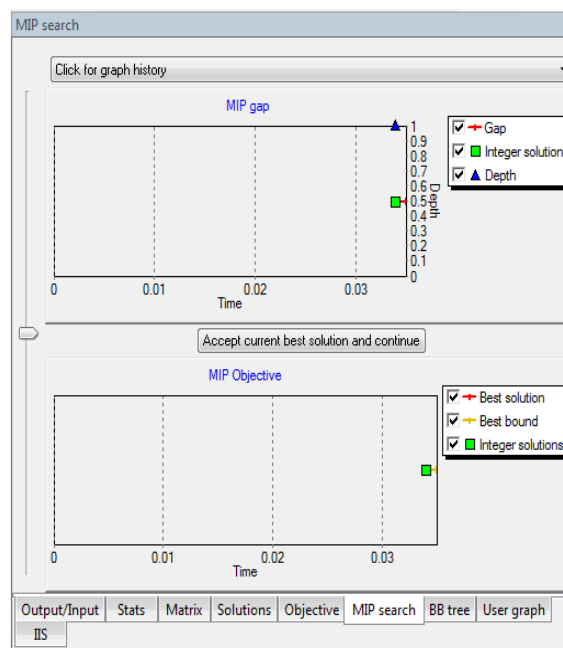 MIP search
Click for graph history
MIP gap
1
0.9
0.8
0.7
0.6
0.5
0.4
0.3
0.2
0.1
0
Depth
0 0.01 0.02 0.03
Time
Gap
Integer solution
Depth
Accept current best solution and continue
MIP Objective
0 0.01 0.02 0.03
Time
Best solution
Best bound
Integer solutions
Output/Input Stats Matrix Solutions Objective MIP search BB tree User graph
IIS